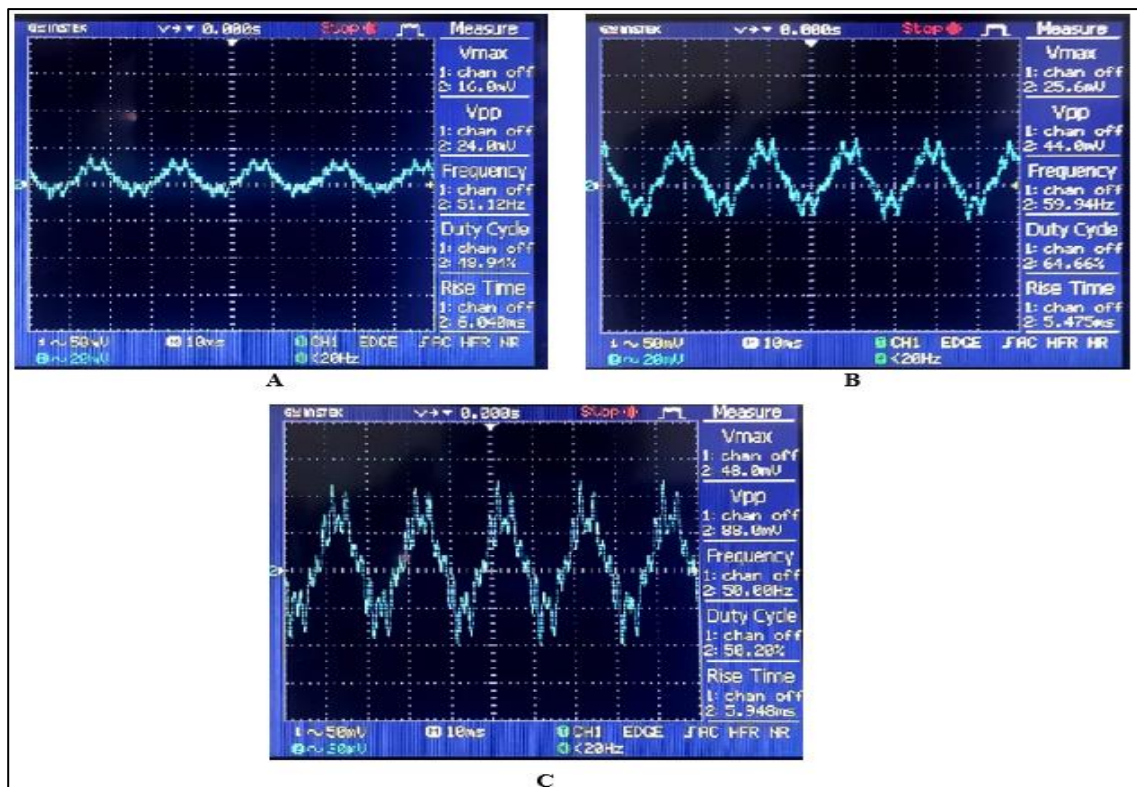 GW INSTEK 0.000s Stop Measure
Vmax
1: chan off
2: 16.0mV
Vpp
1: chan off
2: 24.0mV
Frequency
1: chan off
2: 51.12Hz
Duty Cycle
1: chan off
2: 48.94%
Rise Time
1: chan off
2: 6.040ms
1 ~ 50mV 10ms CH1 EDGE AC HFR NR
2 ~ 20mV <20Hz
A
GW INSTEK 0.000s Stop Measure
Vmax
1: chan off
2: 25.6mV
Vpp
1: chan off
2: 44.0mV
Frequency
1: chan off
2: 59.94Hz
Duty Cycle
1: chan off
2: 64.66%
Rise Time
1: chan off
2: 5.475ms
1 ~ 50mV 10ms CH1 EDGE AC HFR NR
2 ~ 20mV <20Hz
B
GW INSTEK 0.000s Stop Measure
Vmax
1: chan off
2: 48.0mV
Vpp
1: chan off
2: 88.0mV
Frequency
1: chan off
2: 50.00Hz
Duty Cycle
1: chan off
2: 50.20%
Rise Time
1: chan off
2: 5.948ms
1 ~ 50mV 10ms CH1 EDGE AC HFR NR
<20Hz
C